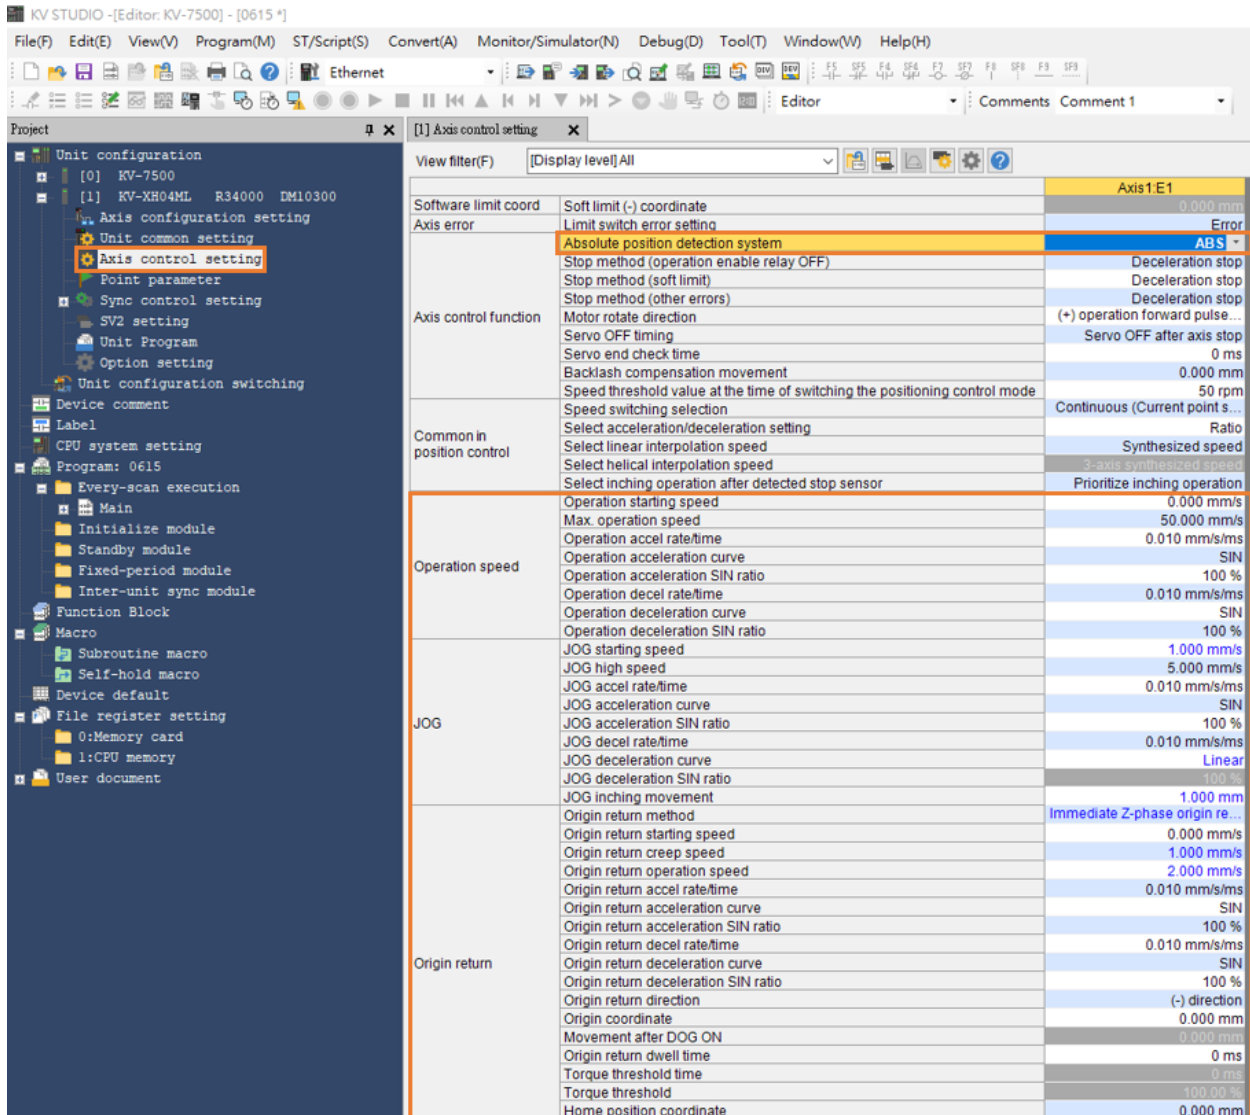 KV STUDIO -[Editor: KV-7500] - [0615 *]
File(F) Edit(E) View(V) Program(M) ST/Script(S) Convert(A) Monitor/Simulator(N) Debug(D) Tool(T) Window(W) Help(H)
Ethernet F5 SF5 F4 SF4 F7 SF7 F8 SF8 F9 SF9
Editor Comments Comment 1
Project
Unit configuration
[0] KV-7500
[1] KV-XH04ML R34000 DM10300
Axis configuration setting
Unit common setting
Axis control setting
Point parameter
Sync control setting
SV2 setting
Unit Program
Option setting
Unit configuration switching
Device comment
Label
CPU system setting
Program: 0615
Every-scan execution
Main
Initialize module
Standby module
Fixed-period module
Inter-unit sync module
Function Block
Macro
Subroutine macro
Self-hold macro
Device default
File register setting
0:Memory card
1:CPU memory
User document
[1] Axis control setting
View filter(F) [Display level] All
Axis1:E1
Software limit coord Soft limit (-) coordinate 0.000 mm
Axis error Limit switch error setting Error
Axis control function
Absolute position detection system ABS
Stop method (operation enable relay OFF) Deceleration stop
Stop method (soft limit) Deceleration stop
Stop method (other errors) Deceleration stop
Motor rotate direction (+) operation forward pulse...
Servo OFF timing Servo OFF after axis stop
Servo end check time 0 ms
Backlash compensation movement 0.000 mm
Speed threshold value at the time of switching the positioning control mode 50 rpm
Common in
position control
Speed switching selection Continuous (Current point s...
Select acceleration/deceleration setting Ratio
Select linear interpolation speed Synthesized speed
Select helical interpolation speed 3-axis synthesized speed
Select inching operation after detected stop sensor Prioritize inching operation
Operation speed
Operation starting speed 0.000 mm/s
Max. operation speed 50.000 mm/s
Operation accel rate/time 0.010 mm/s/ms
Operation acceleration curve SIN
Operation acceleration SIN ratio 100 %
Operation decel rate/time 0.010 mm/s/ms
Operation deceleration curve SIN
Operation deceleration SIN ratio 100 %
JOG
JOG starting speed 1.000 mm/s
JOG high speed 5.000 mm/s
JOG accel rate/time 0.010 mm/s/ms
JOG acceleration curve SIN
JOG acceleration SIN ratio 100 %
JOG decel rate/time 0.010 mm/s/ms
JOG deceleration curve Linear
JOG deceleration SIN ratio 100 %
JOG inching movement 1.000 mm
Origin return
Origin return method Immediate Z-phase origin re...
Origin return starting speed 0.000 mm/s
Origin return creep speed 1.000 mm/s
Origin return operation speed 2.000 mm/s
Origin return accel rate/time 0.010 mm/s/ms
Origin return acceleration curve SIN
Origin return acceleration SIN ratio 100 %
Origin return decel rate/time 0.010 mm/s/ms
Origin return deceleration curve SIN
Origin return deceleration SIN ratio 100 %
Origin return direction (-) direction
Origin coordinate 0.000 mm
Movement after DOG ON 0.000 mm
Origin return dwell time 0 ms
Torque threshold time 0 ms
Torque threshold 100.00 %
Home position coordinate 0.000 mm